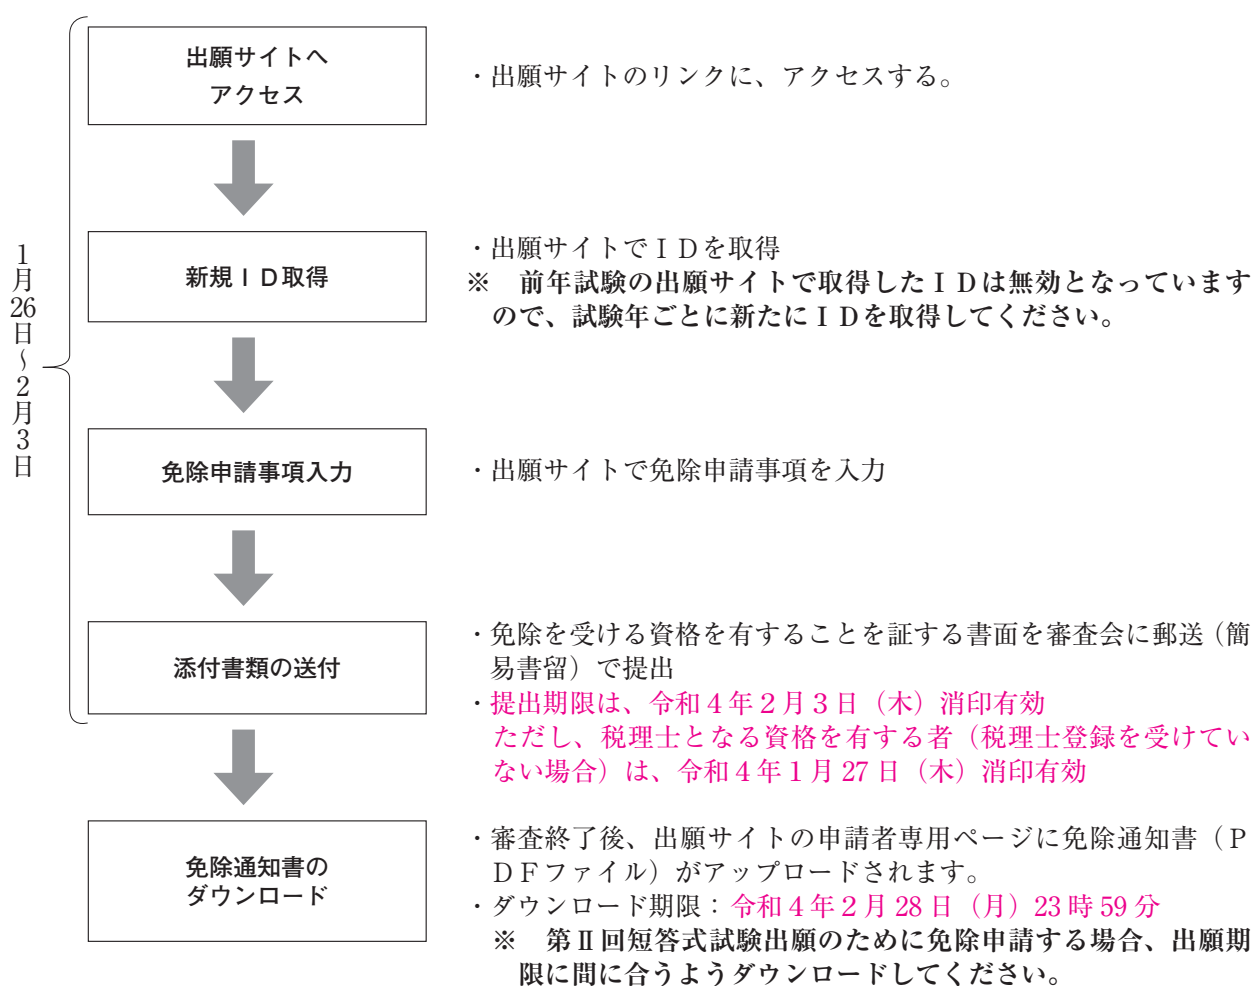 1月26日〜2月3日
出願サイトへ
アクセス
・出願サイトのリンクに、アクセスする。
新規ＩＤ取得
・出願サイトでＩＤを取得
※　前年試験の出願サイトで取得したＩＤは無効となっています
ので、試験年ごとに新たにＩＤを取得してください。
免除申請事項入力
・出願サイトで免除申請事項を入力
添付書類の送付
・免除を受ける資格を有することを証する書面を審査会に郵送（簡
易書留）で提出
・提出期限は、令和４年２月３日（木）消印有効
ただし、税理士となる資格を有する者（税理士登録を受けてい
ない場合）は、令和４年１月27日（木）消印有効
免除通知書の
ダウンロード
・審査終了後、出願サイトの申請者専用ページに免除通知書（Ｐ
ＤＦファイル）がアップロードされます。
・ダウンロード期限：令和４年２月28日（月）23時59分
※　第Ⅱ回短答式試験出願のために免除申請する場合、出願期
限に間に合うようダウンロードしてください。